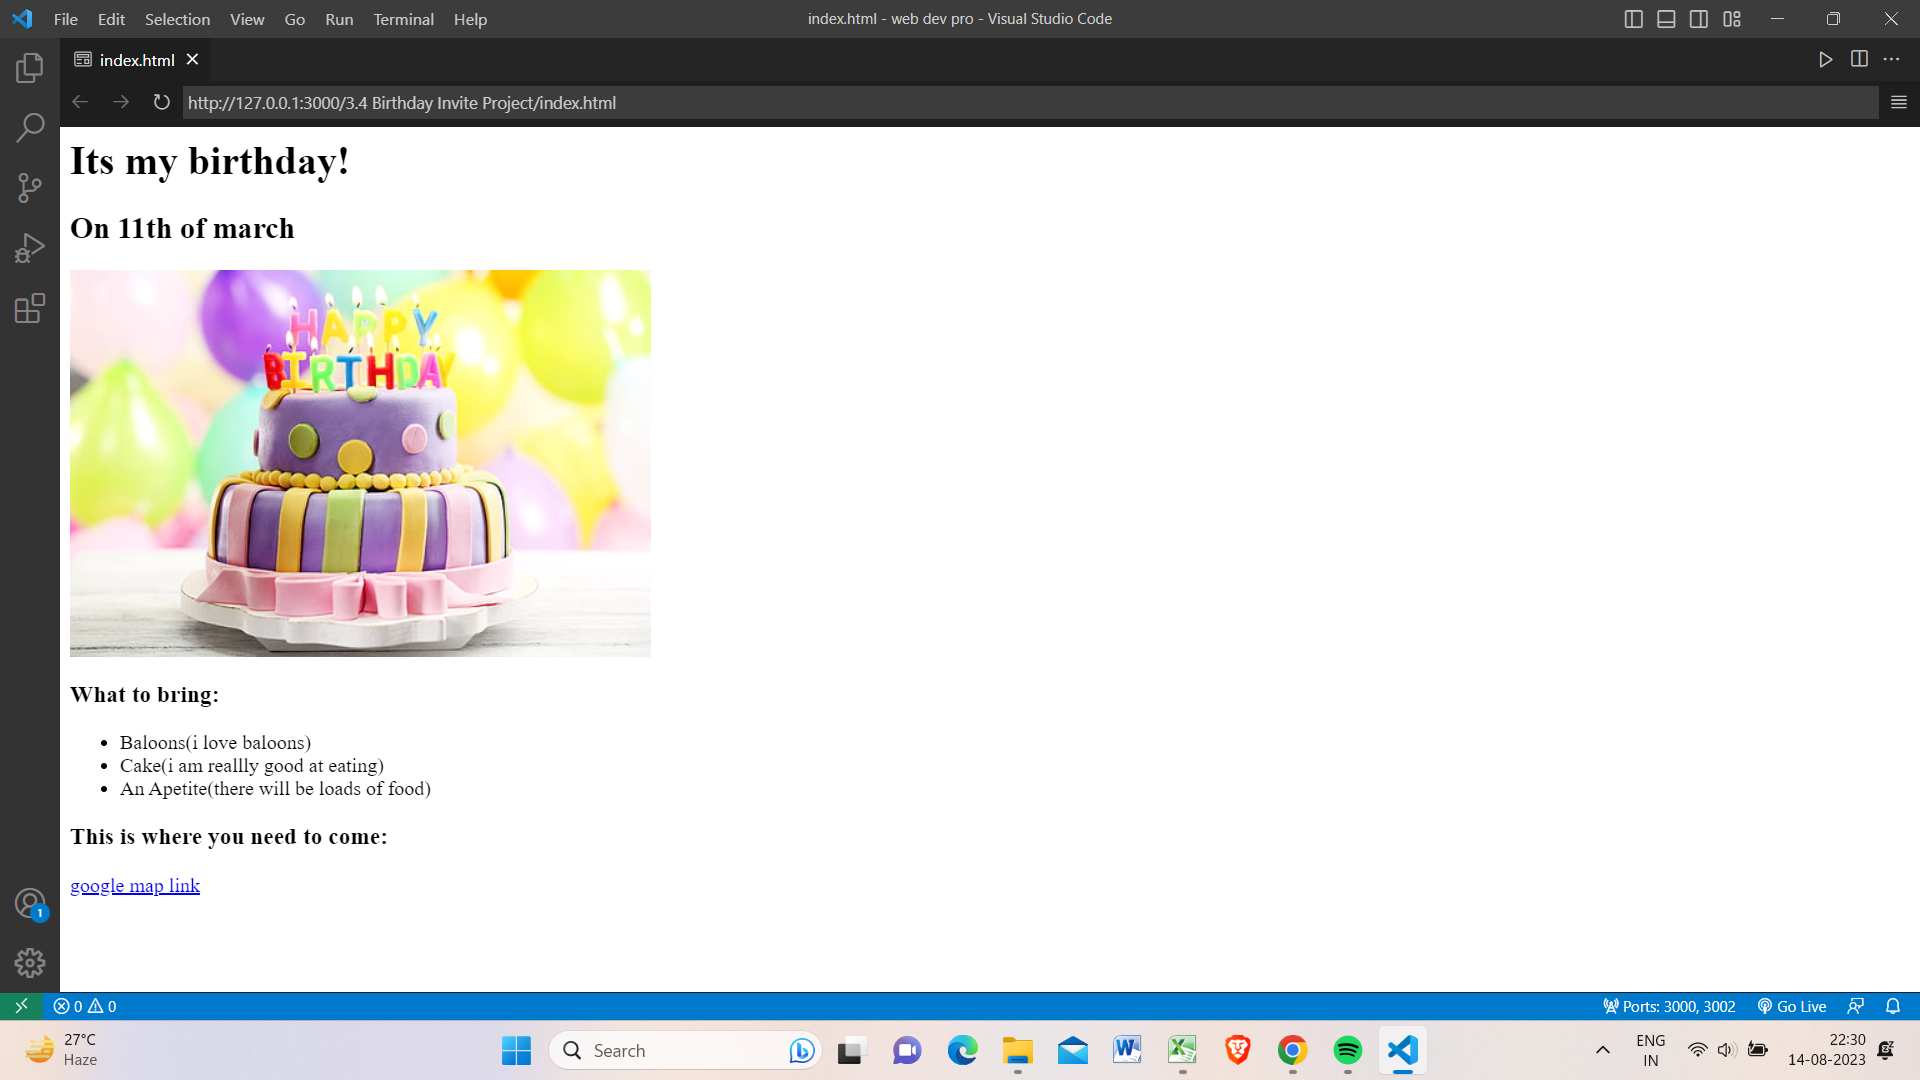 File Edit Selection View Go Run Terminal Help
index.html - web dev pro - Visual Studio Code
index.html
http://127.0.0.1:3000/3.4 Birthday Invite Project/index.html
Its my birthday!
On 11th of march
HAPPY
BIRTHDAY
What to bring:
Baloons(i love baloons)
Cake(i am reallly good at eating)
An Apetite(there will be loads of food)
This is where you need to come:
google map link
1
0 0
Ports: 3000, 3002 Go Live
27°C
Haze
Search
ENG
IN
22:30
14-08-2023